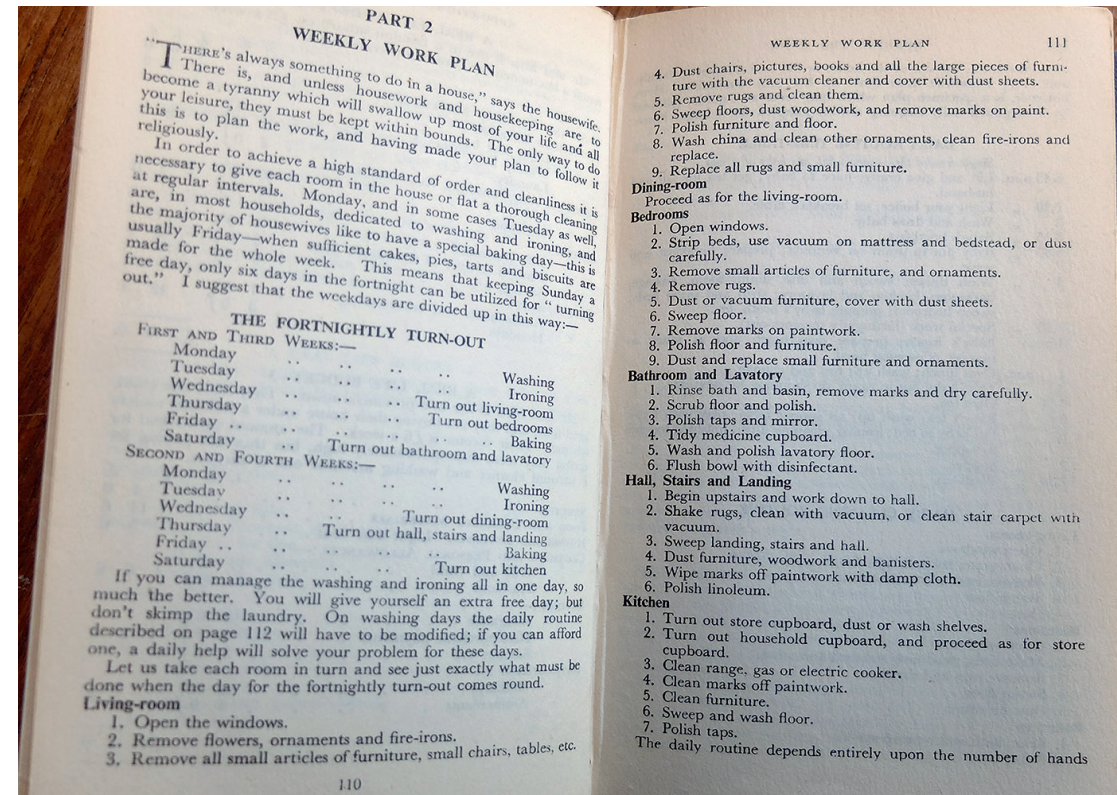 PART 2
WEEKLY WORK PLAN
"THERE's always something to do in a house," says the housewife.
There is, and unless housework and housekeeping are to
become a tyranny which will swallow up most of your life and all
your leisure, they must be kept within bounds. The only way to do
this is to plan the work, and having made your plan to follow it
religiously.
In order to achieve a high standard of order and cleanliness it is
necessary to give each room in the house or flat a thorough cleaning
at regular intervals. Monday, and in some cases Tuesday as well,
are, in most households, dedicated to washing and ironing, and
the majority of housewives like to have a special baking day—this is
usually Friday—when sufficient cakes, pies, tarts and biscuits are
made for the whole week. This means that keeping Sunday a
free day, only six days in the fortnight can be utilized for " turning
out." I suggest that the weekdays are divided up in this way:—
THE FORTNIGHTLY TURN-OUT
FIRST AND THIRD WEEKS:—
Monday .. .. .. Washing
Tuesday .. .. .. .. Ironing
Wednesday .. .. .. Turn out living-room
Thursday .. .. .. Turn out bedrooms
Friday .. .. .. .. .. Baking
Saturday .. Turn out bathroom and lavatory
SECOND AND FOURTH WEEKS:—
Monday .. .. .. .. Washing
Tuesday .. .. .. .. Ironing
Wednesday .. .. .. Turn out dining-room
Thursday .. Turn out hall, stairs and landing
Friday .. .. .. .. .. Baking
Saturday .. .. .. Turn out kitchen
If you can manage the washing and ironing all in one day, so
much the better. You will give yourself an extra free day; but
don't skimp the laundry. On washing days the daily routine
described on page 112 will have to be modified; if you can afford
one, a daily help will solve your problem for these days.
Let us take each room in turn and see just exactly what must be
done when the day for the fortnightly turn-out comes round.
Living-room
1. Open the windows.
2. Remove flowers, ornaments and fire-irons.
3. Remove all small articles of furniture, small chairs, tables, etc.
110
WEEKLY WORK PLAN 111
4. Dust chairs, pictures, books and all the large pieces of furni-
ture with the vacuum cleaner and cover with dust sheets.
5. Remove rugs and clean them.
6. Sweep floors, dust woodwork, and remove marks on paint.
7. Polish furniture and floor.
8. Wash china and clean other ornaments, clean fire-irons and
replace.
9. Replace all rugs and small furniture.
Dining-room
Proceed as for the living-room.
Bedrooms
1. Open windows.
2. Strip beds, use vacuum on mattress and bedstead, or dust
carefully.
3. Remove small articles of furniture, and ornaments.
4. Remove rugs.
5. Dust or vacuum furniture, cover with dust sheets.
6. Sweep floor.
7. Remove marks on paintwork.
8. Polish floor and furniture.
9. Dust and replace small furniture and ornaments.
Bathroom and Lavatory
1. Rinse bath and basin, remove marks and dry carefully.
2. Scrub floor and polish.
3. Polish taps and mirror.
4. Tidy medicine cupboard.
5. Wash and polish lavatory floor.
6. Flush bowl with disinfectant.
Hall, Stairs and Landing
1. Begin upstairs and work down to hall.
2. Shake rugs, clean with vacuum, or clean stair carpet with
vacuum.
3. Sweep landing, stairs and hall.
4. Dust furniture, woodwork and banisters.
5. Wipe marks off paintwork with damp cloth.
6. Polish linoleum.
Kitchen
1. Turn out store cupboard, dust or wash shelves.
2. Turn out household cupboard, and proceed as for store
cupboard.
3. Clean range, gas or electric cooker.
4. Clean marks off paintwork.
5. Clean furniture.
6. Sweep and wash floor.
7. Polish taps.
The daily routine depends entirely upon the number of hands